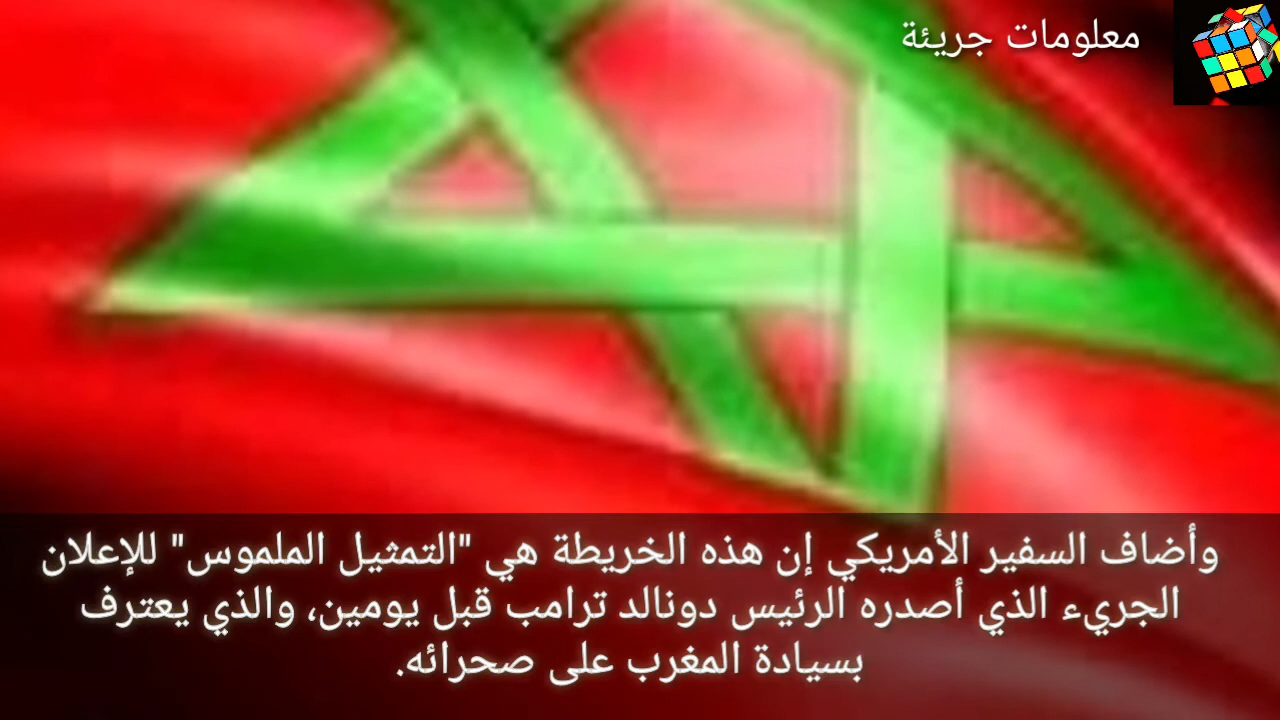 معلومات جريئة
وأضاف السفير الأمريكي إن هذه الخريطة هي "التمثيل الملموس" للإعلان
الجريء الذي أصدره الرئيس دونالد ترامب قبل يومين، والذي يعترف
بسيادة المغرب على صحرائه.